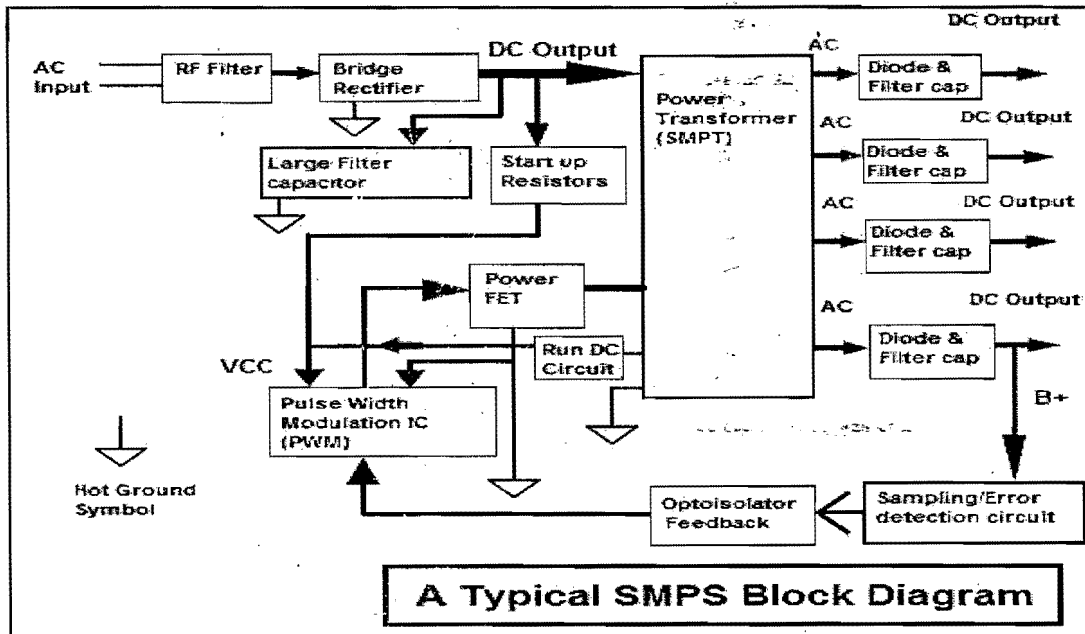 DC Output
AC
Input
RF Filter
Bridge
Rectifier
DC Output
Power
Transformer
(SMPT)
AC
Diode &
Filter cap
DC Output
Large Filter
capacitor
Start up
Resistors
AC
Diode &
Filter cap
DC Output
AC
Diode &
Filter cap
DC Output
Power
FET
AC
Diode &
Filter cap
Run DC
Circuit
VCC
B+
Pulse Width
Modulation IC
(PWM)
Hot Ground
Symbol
Optoisolator
Feedback
Sampling/Error
detection circuit
A Typical SMPS Block Diagram